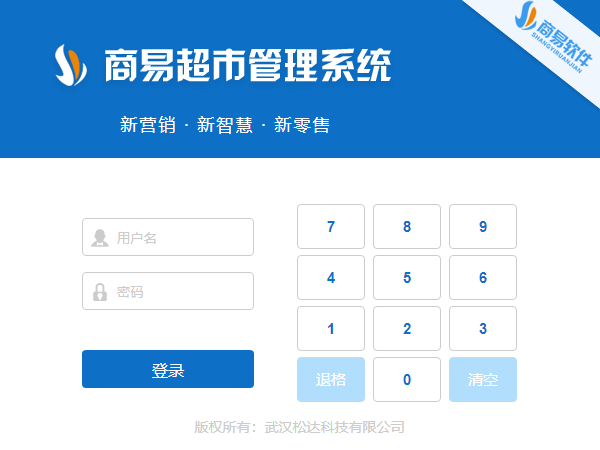 商易软件
SHANGYIRUANJIAN
商易超市管理系统
新营销 · 新智慧 · 新零售
用户名
密码
登录
7 8 9
4 5 6
1 2 3
退格 0 清空
版权所有：武汉松达科技有限公司